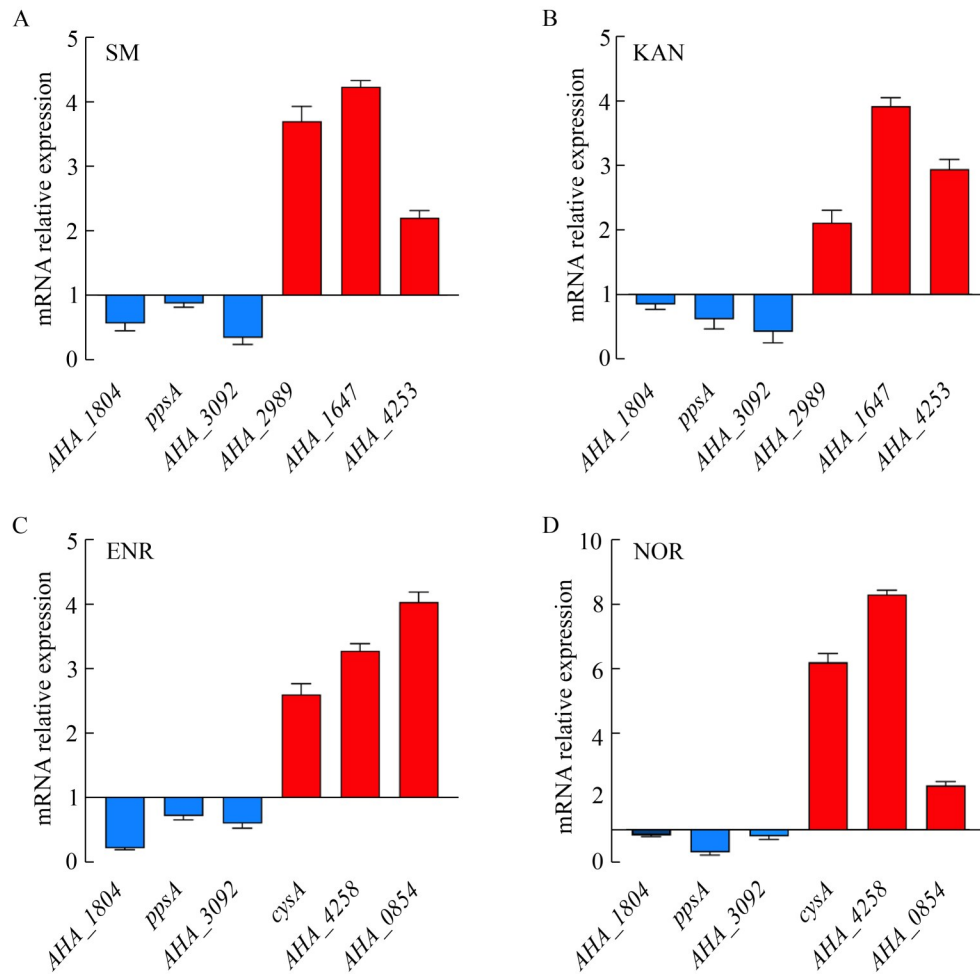 A
SM
mRNA relative expression
5
4
3
2
1
0
AHA_1804
ppsA
AHA_3092
AHA_2989
AHA_1647
AHA_4253
B
KAN
mRNA relative expression
5
4
3
2
1
0
AHA_1804
ppsA
AHA_3092
AHA_2989
AHA_1647
AHA_4253
C
ENR
mRNA relative expression
5
4
3
2
1
0
AHA_1804
ppsA
AHA_3092
cysA
AHA_4258
AHA_0854
D
NOR
mRNA relative expression
10
8
6
4
2
0
AHA_1804
ppsA
AHA_3092
cysA
AHA_4258
AHA_0854